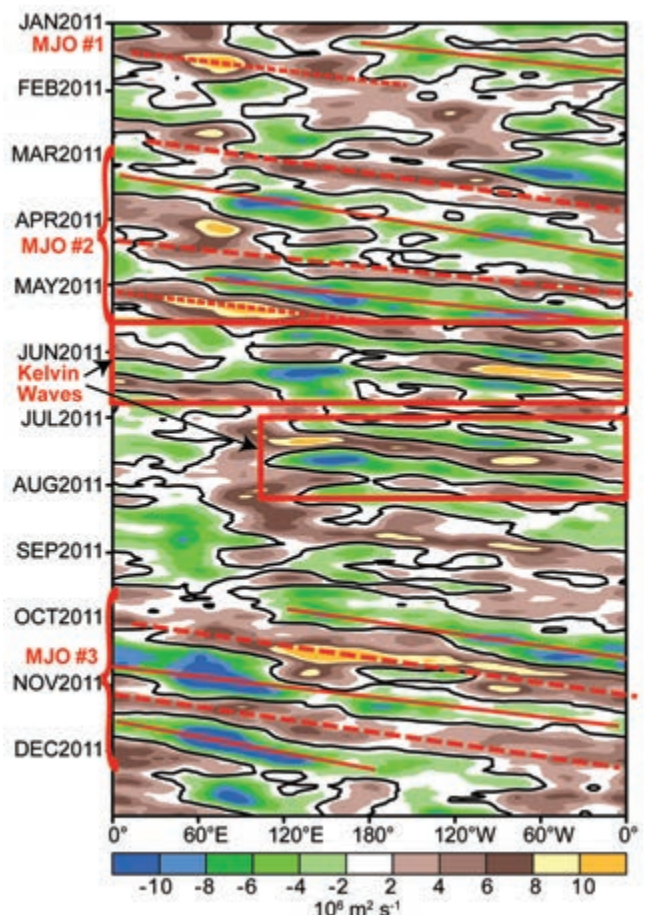 JAN2011
MJO #1
FEB2011
MAR2011
APR2011
MJO #2
MAY2011
JUN2011
Kelvin
Waves
JUL2011
AUG2011
SEP2011
OCT2011
MJO #3
NOV2011
DEC2011
0° 60°E 120°E 180° 120°W 60°W 0°
-10 -8 -6 -4 -2 2 4 6 8 10
10⁶ m² s⁻¹